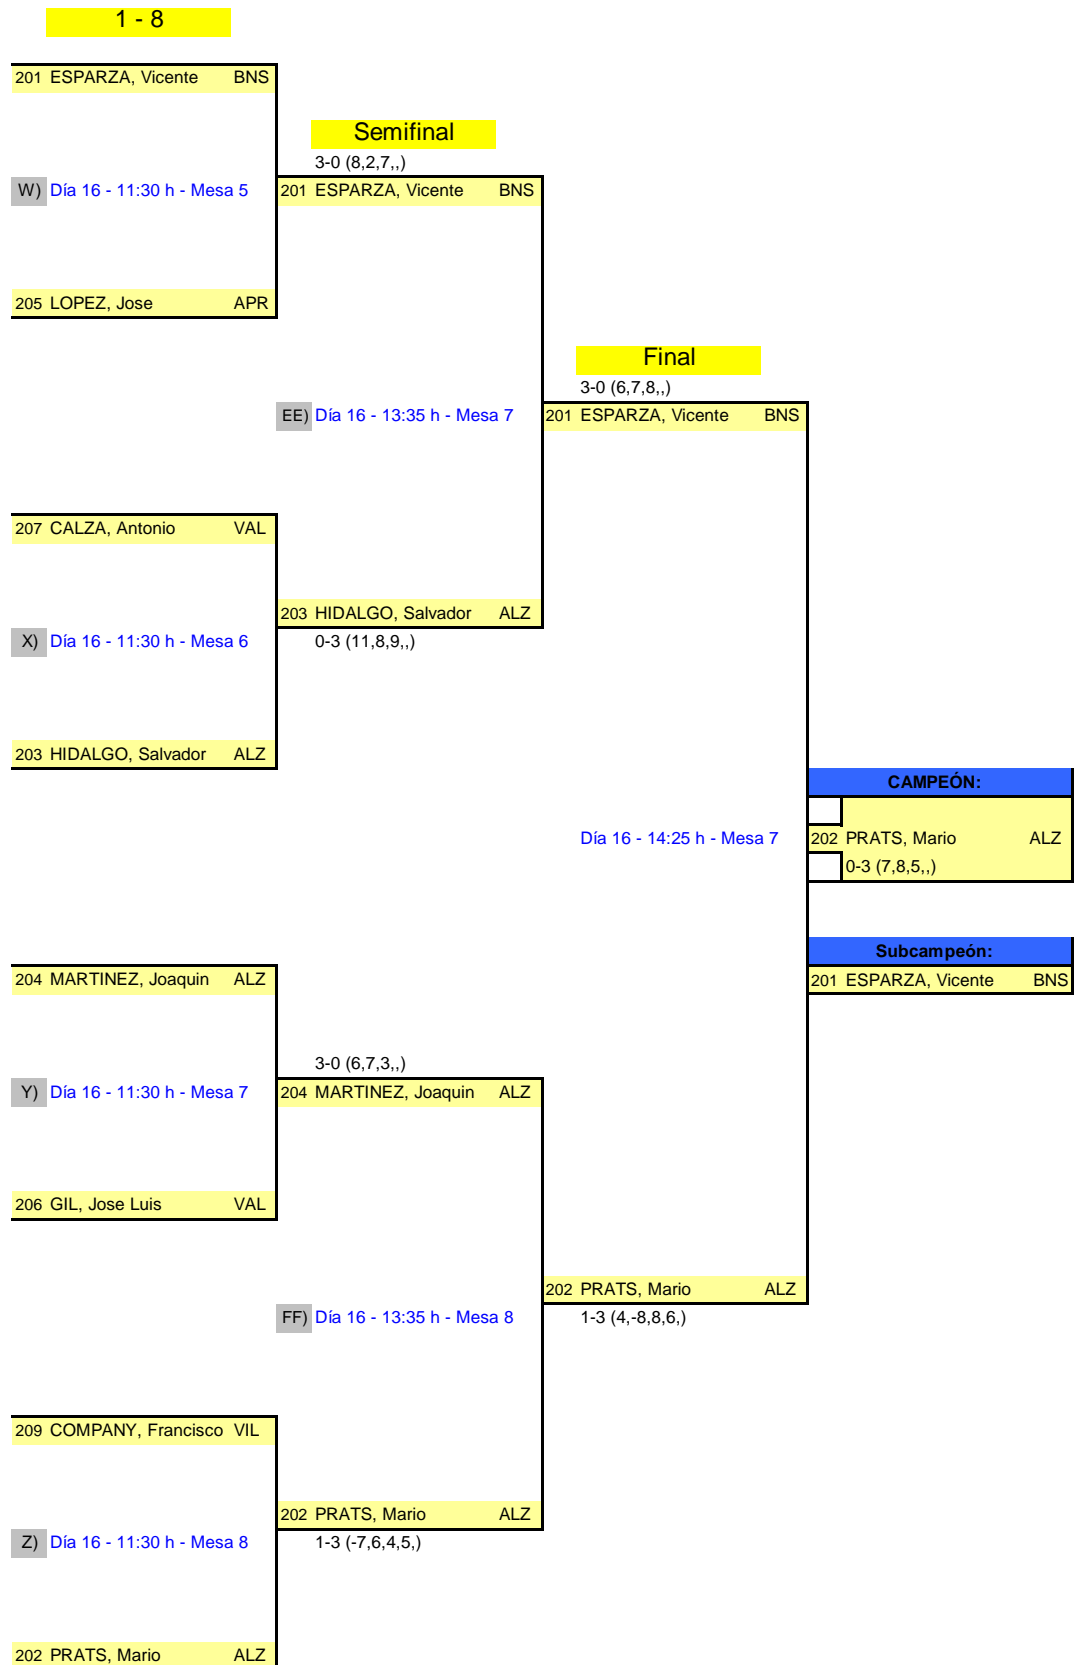 1 - 8
201 ESPARZA, Vicente BNS
Semifinal
3-0 (8,2,7,,)
W) Día 16 - 11:30 h - Mesa 5
201 ESPARZA, Vicente BNS
205 LOPEZ, Jose APR
Final
3-0 (6,7,8,,)
EE) Día 16 - 13:35 h - Mesa 7
201 ESPARZA, Vicente BNS
207 CALZA, Antonio VAL
203 HIDALGO, Salvador ALZ
X) Día 16 - 11:30 h - Mesa 6
0-3 (11,8,9,,)
203 HIDALGO, Salvador ALZ
CAMPEÓN:
Día 16 - 14:25 h - Mesa 7
202 PRATS, Mario ALZ
0-3 (7,8,5,,)
Subcampeón:
204 MARTINEZ, Joaquin ALZ
201 ESPARZA, Vicente BNS
3-0 (6,7,3,,)
Y) Día 16 - 11:30 h - Mesa 7
204 MARTINEZ, Joaquin ALZ
206 GIL, Jose Luis VAL
202 PRATS, Mario ALZ
FF) Día 16 - 13:35 h - Mesa 8
1-3 (4,-8,8,6,)
209 COMPANY, Francisco VIL
202 PRATS, Mario ALZ
Z) Día 16 - 11:30 h - Mesa 8
1-3 (-7,6,4,5,)
202 PRATS, Mario ALZ